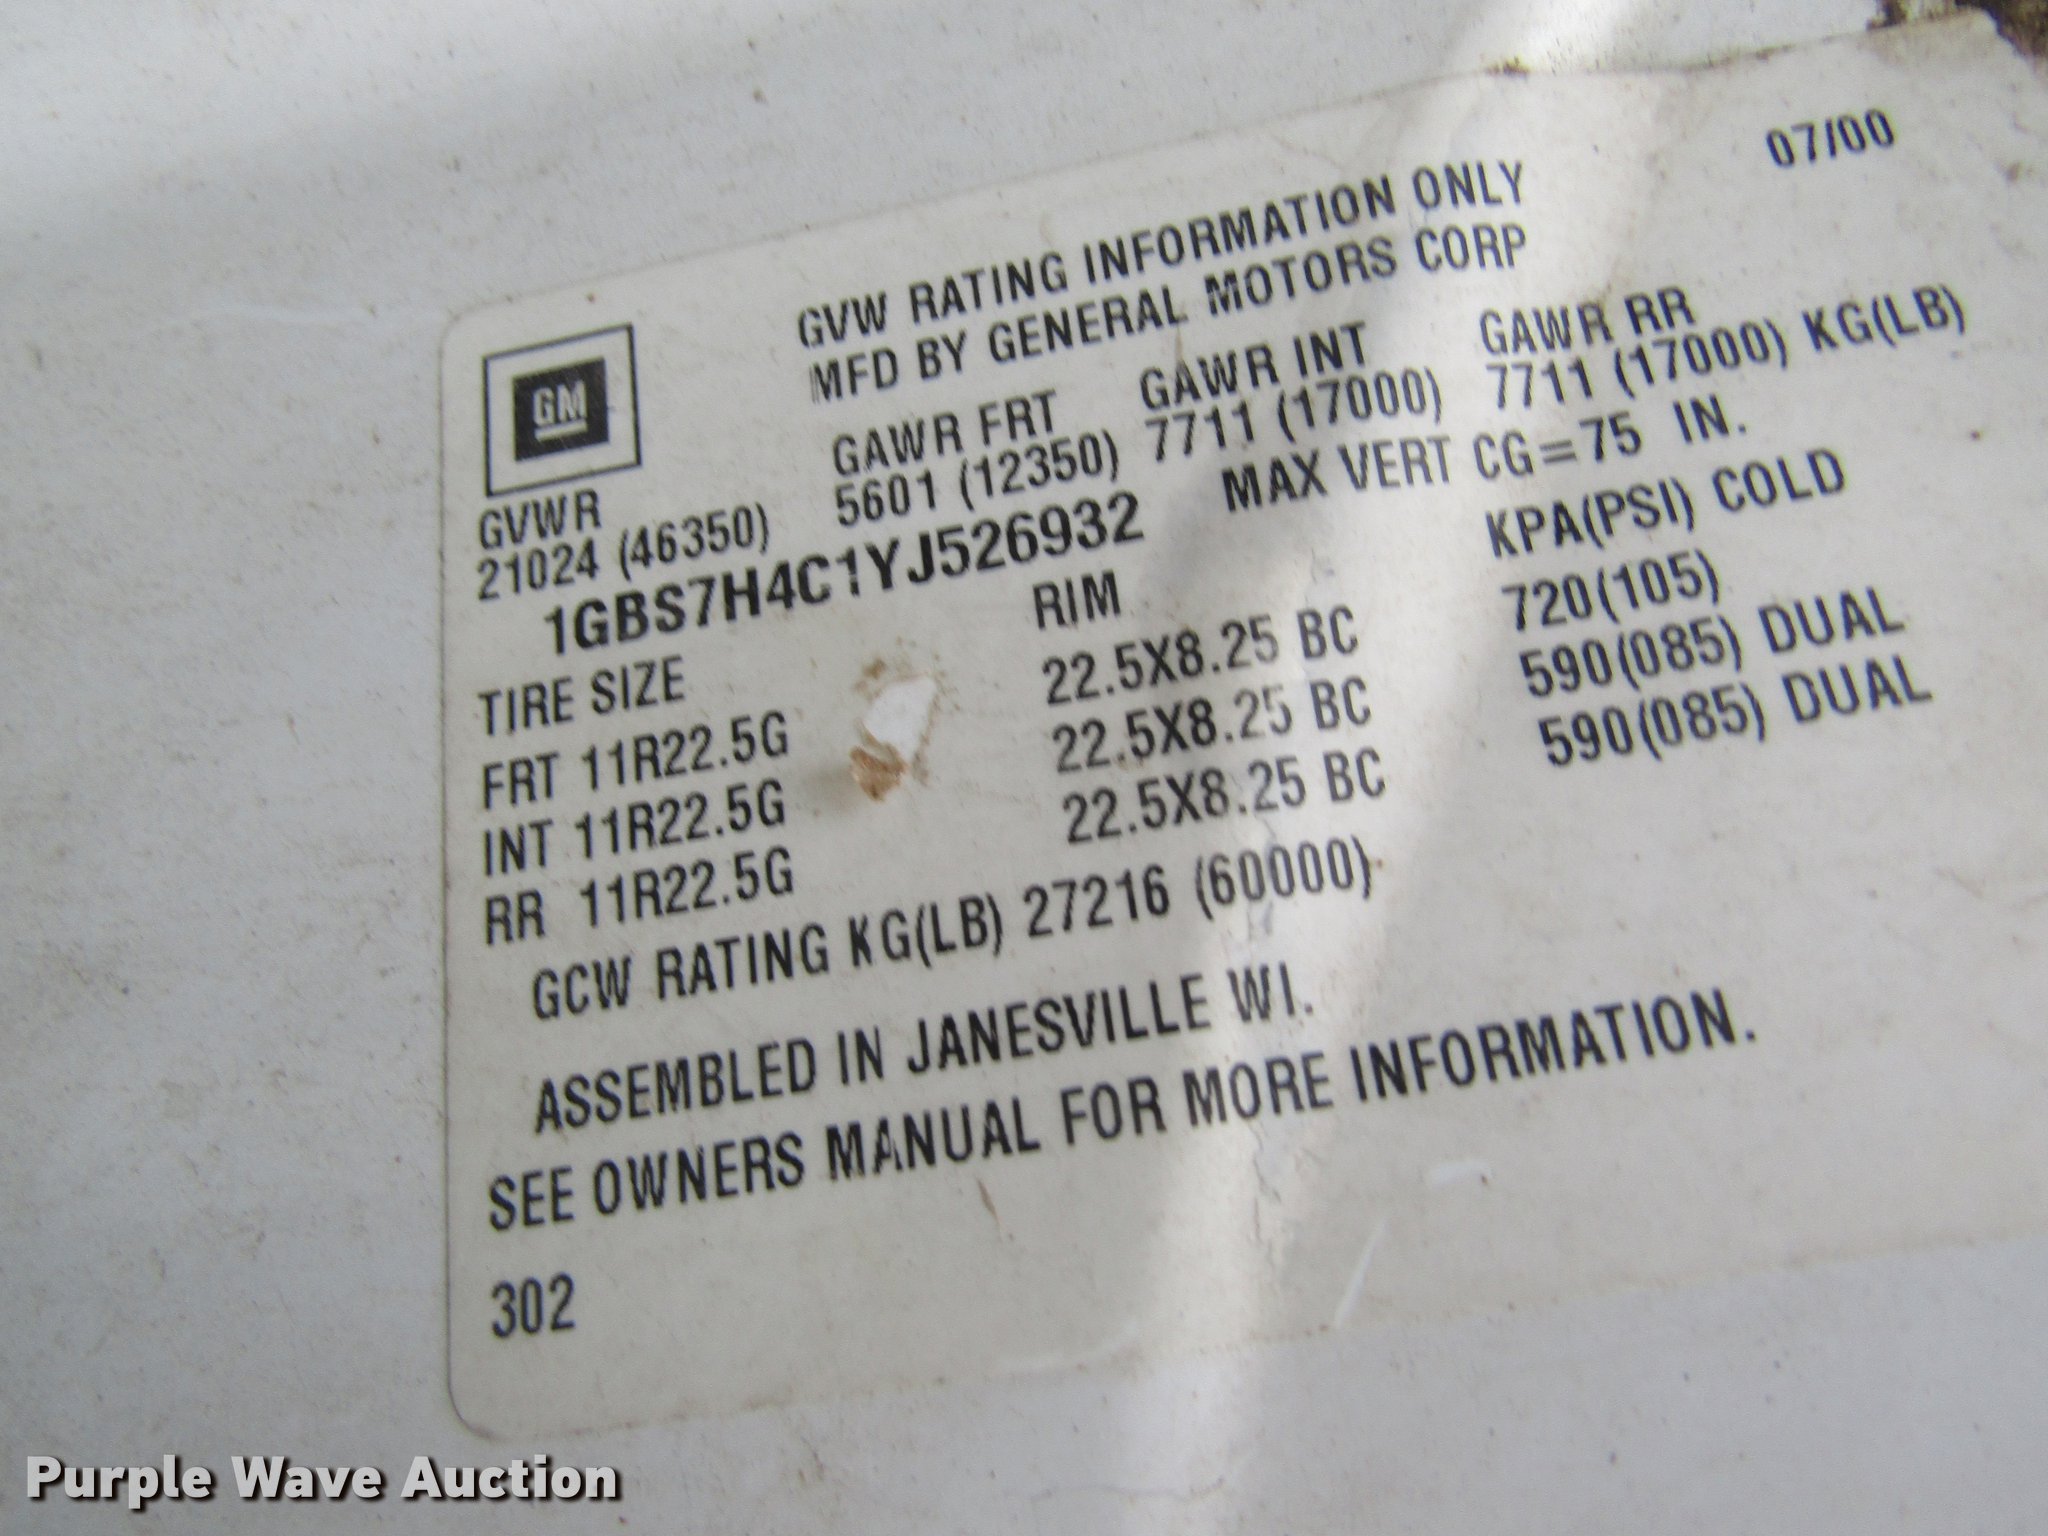 07/00
GVW RATING INFORMATION ONLY
MFD BY GENERAL MOTORS CORP
GM
GVWR GAWR FRT GAWR INT GAWR RR
21024 (46350) 5601 (12350) 7711 (17000) 7711 (17000) KG(LB)
1GBS7H4C1YJ526932 MAX VERT CG=75 IN.
TIRE SIZE RIM KPA(PSI) COLD
FRT 11R22.5G 22.5X8.25 BC 720(105)
INT 11R22.5G 22.5X8.25 BC 590(085) DUAL
RR 11R22.5G 22.5X8.25 BC 590(085) DUAL
GCW RATING KG(LB) 27216 (60000)
ASSEMBLED IN JANESVILLE WI.
SEE OWNERS MANUAL FOR MORE INFORMATION.
302
Purple Wave Auction